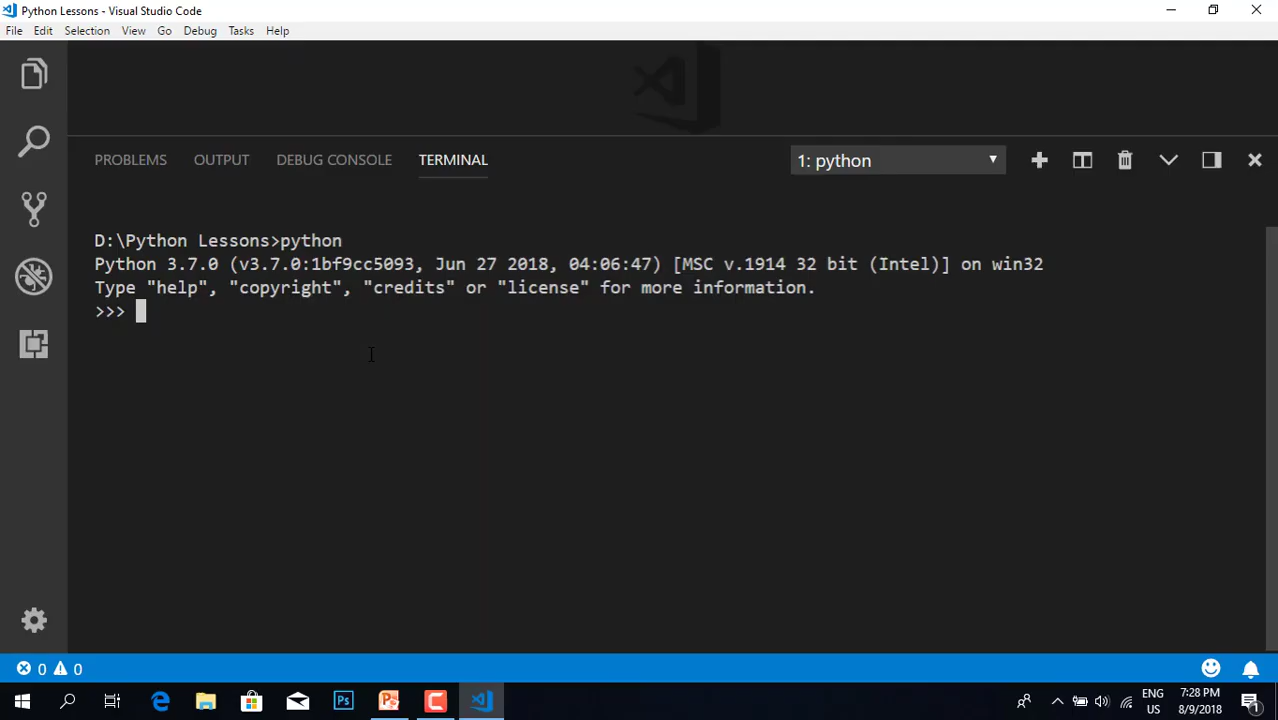 Python Lessons - Visual Studio Code
File Edit Selection View Go Debug Tasks Help
PROBLEMS OUTPUT DEBUG CONSOLE TERMINAL 1: python
D:\Python Lessons>python
Python 3.7.0 (v3.7.0:1bf9cc5093, Jun 27 2018, 04:06:47) [MSC v.1914 32 bit (Intel)] on win32
Type "help", "copyright", "credits" or "license" for more information.
>>>
0 0
Ps P ENG 7:28 PM
US 8/9/2018 1